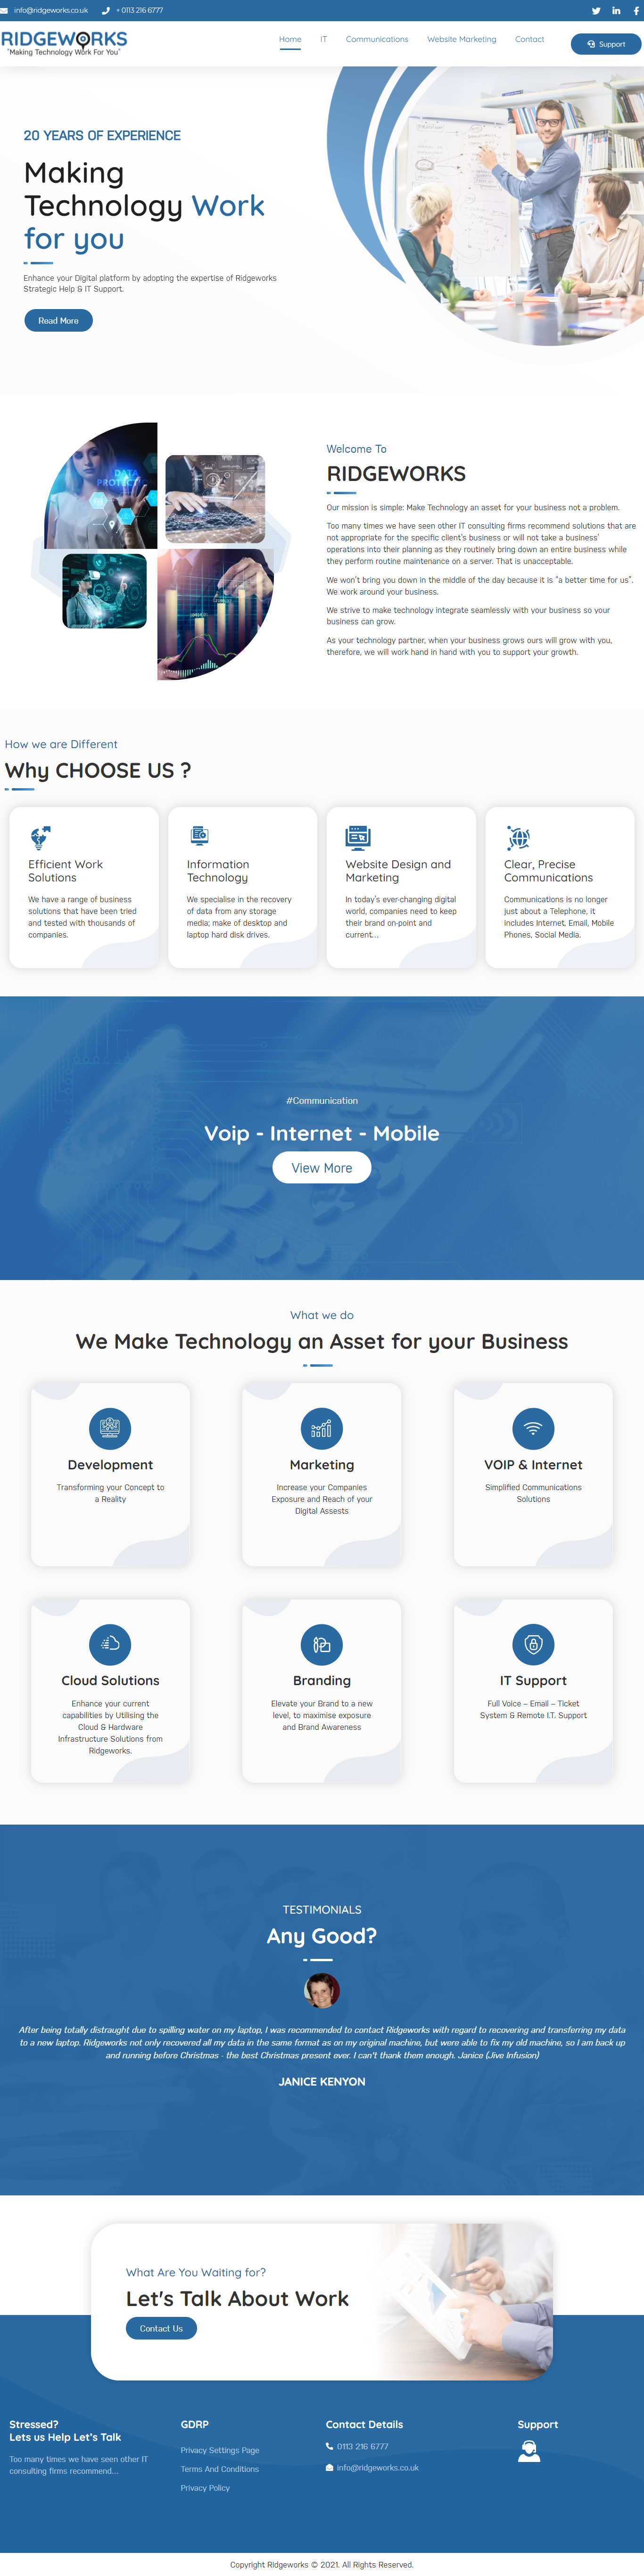 info@ridgeworks.co.uk + 0113 216 6777
RIDGEWORKS
"Making Technology Work For You"
Home IT Communications Website Marketing Contact Support
20 YEARS OF EXPERIENCE
Making
Technology Work
for you
Enhance your Digital platform by adopting the expertise of Ridgeworks
Strategic Help & IT Support.
Read More
DATA
PROTECTION
Welcome To
RIDGEWORKS
Our mission is simple: Make Technology an asset for your business not a problem.
Too many times we have seen other IT consulting firms recommend solutions that are
not appropriate for the specific client's business or will not take a business'
operations into their planning as they routinely bring down an entire business while
they perform routine maintenance on a server. That is unacceptable.
We won't bring you down in the middle of the day because it is "a better time for us".
We work around your business.
We strive to make technology integrate seamlessly with your business so your
business can grow.
As your technology partner, when your business grows ours will grow with you,
therefore, we will work hand in hand with you to support your growth.
How we are Different
Why CHOOSE US ?
Efficient Work
Solutions
We have a range of business
solutions that have been tried
and tested with thousands of
companies.
Information
Technology
We specialise in the recovery
of data from any storage
media; make of desktop and
laptop hard disk drives.
Website Design and
Marketing
In today's ever-changing digital
world, companies need to keep
their brand on-point and
current...
Clear, Precise
Communications
Communications is no longer
just about a Telephone, it
includes Internet, Email, Mobile
Phones, Social Media.
#Communication
Voip - Internet - Mobile
View More
What we do
We Make Technology an Asset for your Business
Development
Transforming your Concept to
a Reality
Marketing
Increase your Companies
Exposure and Reach of your
Digital Assests
VOIP & Internet
Simplified Communications
Solutions
Cloud Solutions
Enhance your current
capabilities by Utilising the
Cloud & Hardware
Infrastructure Solutions from
Ridgeworks.
Branding
Elevate your Brand to a new
level, to maximise exposure
and Brand Awareness
IT Support
Full Voice – Email – Ticket
System & Remote I.T. Support
TESTIMONIALS
Any Good?
After being totally distraught due to spilling water on my laptop, I was recommended to contact Ridgeworks with regard to recovering and transferring my data
to a new laptop. Ridgeworks not only recovered all my data in the same format as on my original machine, but were able to fix my old machine, so I am back up
and running before Christmas - the best Christmas present ever. I can't thank them enough. Janice (Jive Infusion)
JANICE KENYON
What Are You Waiting for?
Let's Talk About Work
Contact Us
Stressed?
Lets us Help Let's Talk
Too many times we have seen other IT
consulting firms recommend...
GDRP
Privacy Settings Page
Terms And Conditions
Privacy Policy
Contact Details
0113 216 6777
info@ridgeworks.co.uk
Support
Copyright Ridgeworks © 2021. All Rights Reserved.